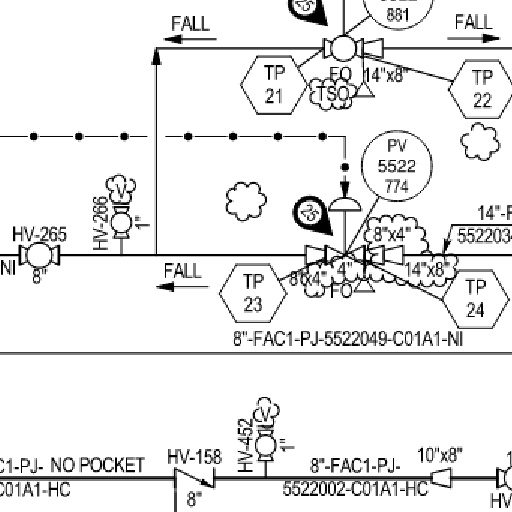 5522
881
FALL
FALL
TP
21
FO
14"x8"
TSO
TP
22
PV
5522
774
HV-266
V
1"
HV-265
8"
NI
8"x4"
14"-F
5522034
FALL
TP
23
8"x4"
4"
14"x8"
FO
TP
24
8"-FAC1-PJ-5522049-C01A1-NI
HV-452
V
1"
C1-PJ-
NO POCKET
HV-158
8"-FAC1-PJ-
10"x8"
C01A1-HC
8"
5522002-C01A1-HC
HV